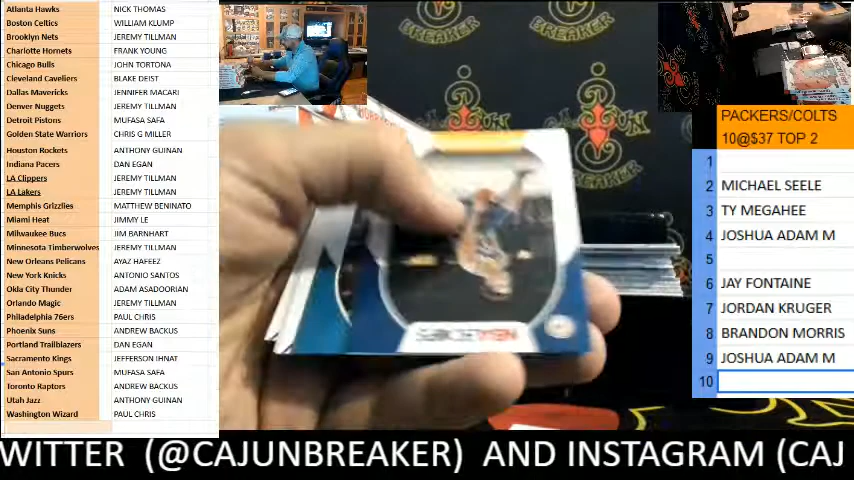 Atlanta Hawks NICK THOMAS
Boston Celtics WILLIAM KLUMP
Brooklyn Nets JEREMY TILLMAN
Charlotte Hornets FRANK YOUNG
Chicago Bulls JOHN TORTONA
Cleveland Cavaliers BLAKE DEIST
Dallas Mavericks JENNIFER MACARI
Denver Nuggets JEREMY TILLMAN
Detroit Pistons MUFASA SAFA
Golden State Warriors CHRIS G MILLER
Houston Rockets ANTHONY GUINAN
Indiana Pacers DAN EGAN
LA Clippers JEREMY TILLMAN
LA Lakers JEREMY TILLMAN
Memphis Grizzlies MATTHEW BENINATO
Miami Heat JIMMY LE
Milwaukee Bucs JIM BARNHART
Minnesota Timberwolves JEREMY TILLMAN
New Orleans Pelicans AYAZ HAFEEZ
New York Knicks ANTONIO SANTOS
Okla City Thunder ADAM ASADOORIAN
Orlando Magic JEREMY TILLMAN
Philadelphia 76ers PAUL CHRIS
Phoenix Suns ANDREW BACKUS
Portland Trailblazers DAN EGAN
Sacramento Kings JEFFERSON IHNAT
San Antonio Spurs MUFASA SAFA
Toronto Raptors ANDREW BACKUS
Utah Jazz ANTHONY GUINAN
Washington Wizard PAUL CHRIS
BREAKER
BREAKER
CAJUN
BREAKER
CAJUN
BREAKER
PACKERS/COLTS
10@$37 TOP 2
1
2 MICHAEL SEELE
3 TY MEGAHEE
4 JOSHUA ADAM M
5
6 JAY FONTAINE
7 JORDAN KRUGER
8 BRANDON MORRIS
9 JOSHUA ADAM M
10
WITTER (@CAJUNBREAKER) AND INSTAGRAM (CAJ